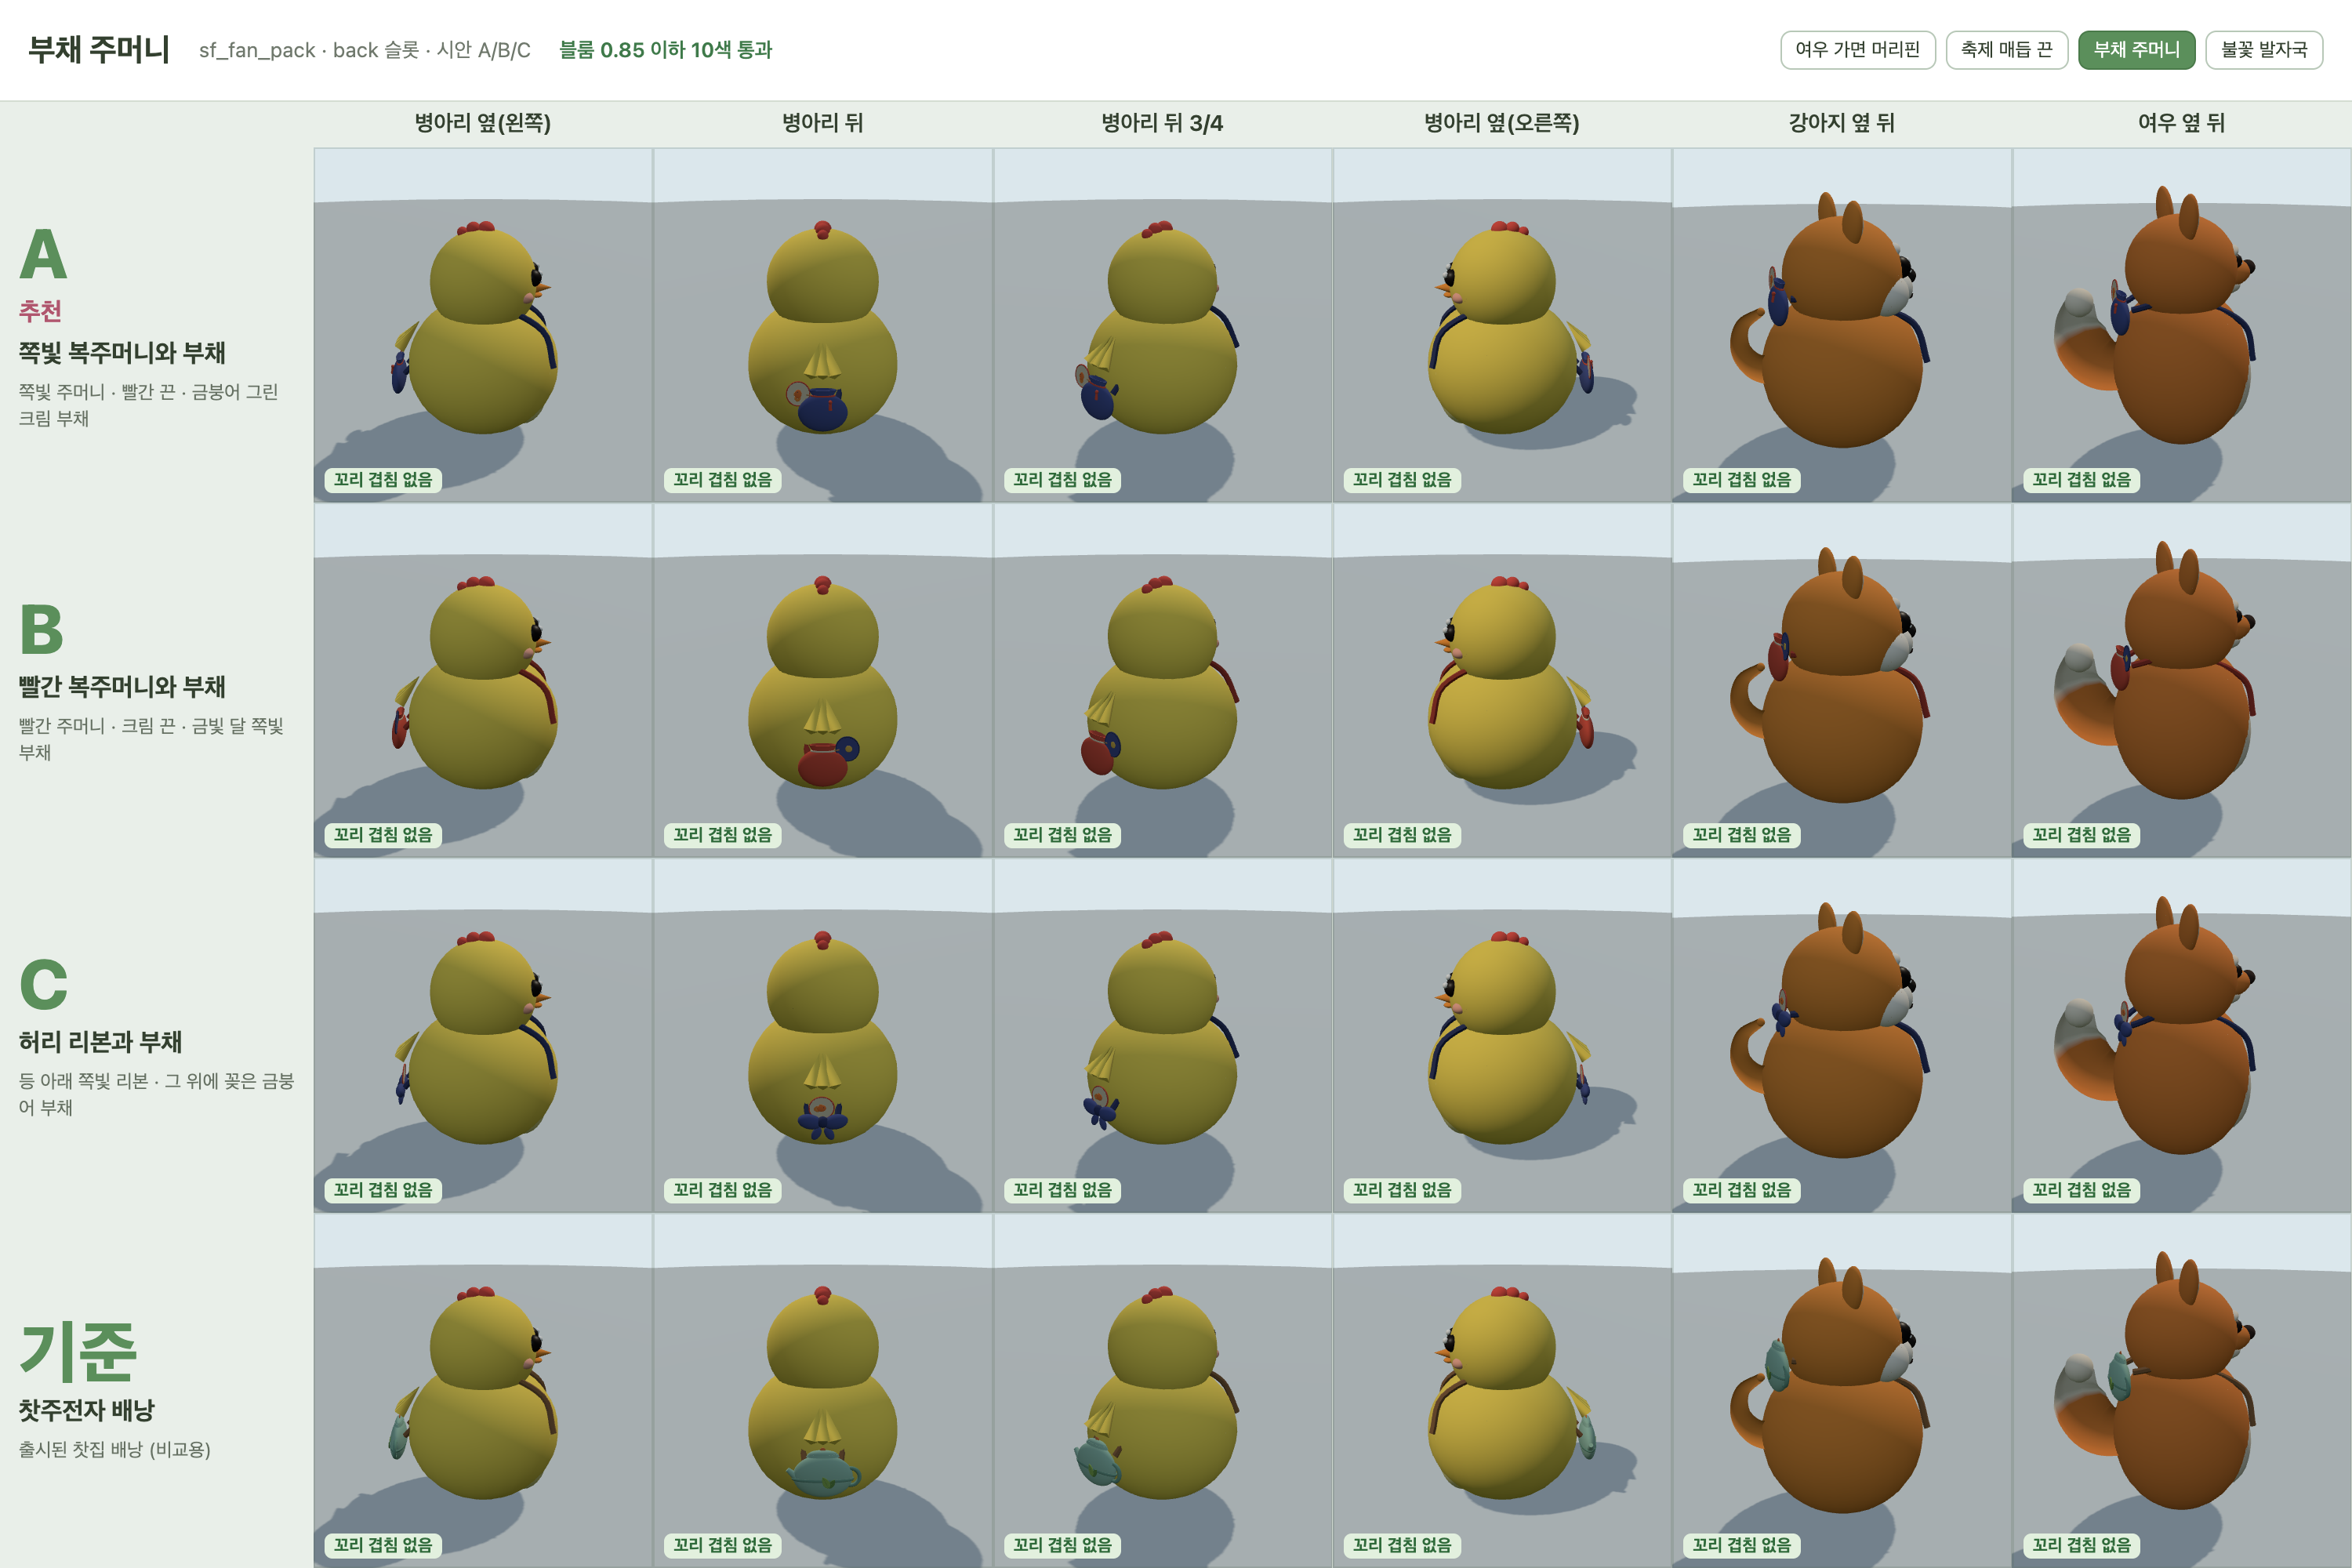 부채 주머니
sf_fan_pack · back 슬롯 · 시안 A/B/C
블룸 0.85 이하 10색 통과
여우 가면 머리핀
축제 매듭 끈
부채 주머니
불꽃 발자국
병아리 옆(왼쪽)
병아리 뒤
병아리 뒤 3/4
병아리 옆(오른쪽)
강아지 옆 뒤
여우 옆 뒤
A
추천
쪽빛 복주머니와 부채
쪽빛 주머니 · 빨간 끈 · 금붕어 그린
크림 부채
꼬리 겹침 없음
꼬리 겹침 없음
꼬리 겹침 없음
꼬리 겹침 없음
꼬리 겹침 없음
꼬리 겹침 없음
B
빨간 복주머니와 부채
빨간 주머니 · 크림 끈 · 금빛 달 쪽빛
부채
꼬리 겹침 없음
꼬리 겹침 없음
꼬리 겹침 없음
꼬리 겹침 없음
꼬리 겹침 없음
꼬리 겹침 없음
C
허리 리본과 부채
등 아래 쪽빛 리본 · 그 위에 꽂은 금붕
어 부채
꼬리 겹침 없음
꼬리 겹침 없음
꼬리 겹침 없음
꼬리 겹침 없음
꼬리 겹침 없음
꼬리 겹침 없음
기준
찻주전자 배낭
출시된 찻집 배낭 (비교용)
꼬리 겹침 없음
꼬리 겹침 없음
꼬리 겹침 없음
꼬리 겹침 없음
꼬리 겹침 없음
꼬리 겹침 없음